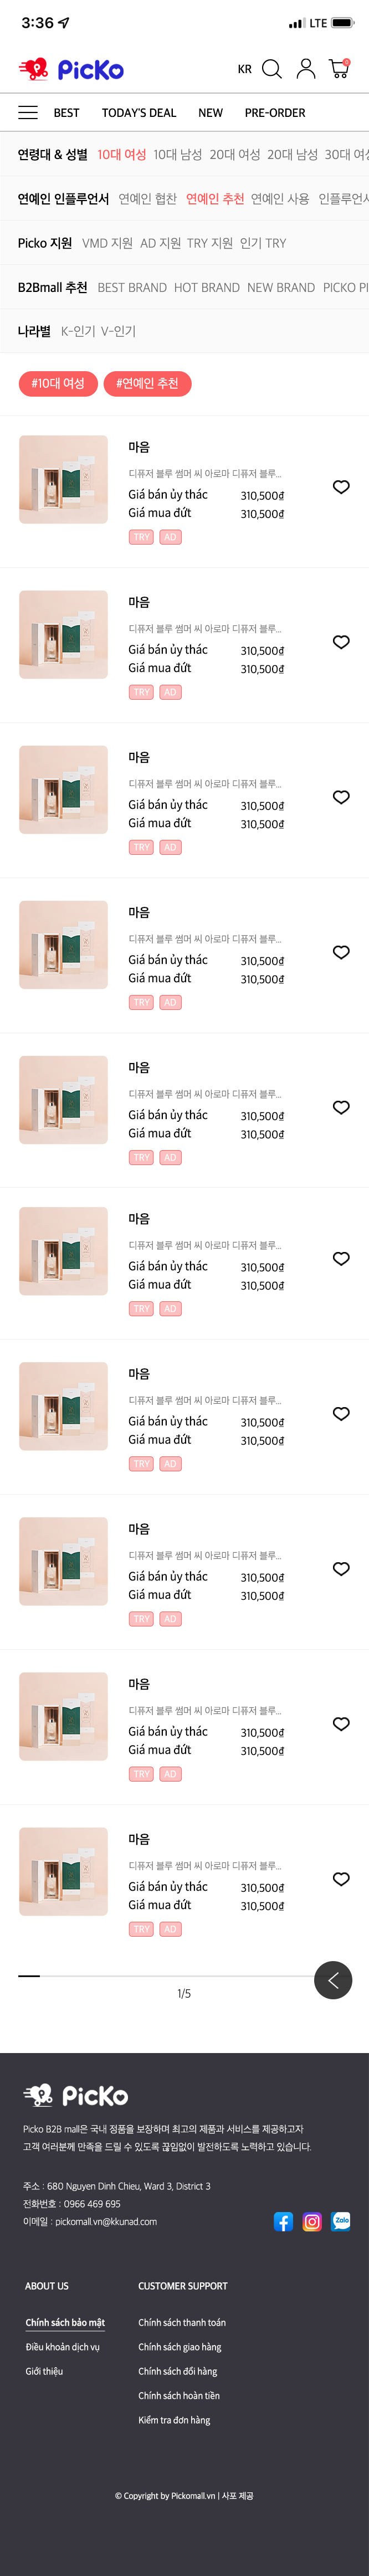 3:36 LTE
PicKo KR 0
BEST TODAY'S DEAL NEW PRE-ORDER
연령대 & 성별 10대 여성 10대 남성 20대 여성 20대 남성 30대 여성
연예인 인플루언서 연예인 협찬 연예인 추천 연예인 사용 인플루언서
Picko 지원 VMD 지원 AD 지원 TRY 지원 인기 TRY
B2Bmall 추천 BEST BRAND HOT BRAND NEW BRAND PICKO PI
나라별 K-인기 V-인기
#10대 여성 #연예인 추천
마음
디퓨저 블루 썸머 씨 아로마 디퓨저 블루...
Giá bán ủy thác 310,500₫
Giá mua đứt 310,500₫
TRY AD
마음
디퓨저 블루 썸머 씨 아로마 디퓨저 블루...
Giá bán ủy thác 310,500₫
Giá mua đứt 310,500₫
TRY AD
마음
디퓨저 블루 썸머 씨 아로마 디퓨저 블루...
Giá bán ủy thác 310,500₫
Giá mua đứt 310,500₫
TRY AD
마음
디퓨저 블루 썸머 씨 아로마 디퓨저 블루...
Giá bán ủy thác 310,500₫
Giá mua đứt 310,500₫
TRY AD
마음
디퓨저 블루 썸머 씨 아로마 디퓨저 블루...
Giá bán ủy thác 310,500₫
Giá mua đứt 310,500₫
TRY AD
마음
디퓨저 블루 썸머 씨 아로마 디퓨저 블루...
Giá bán ủy thác 310,500₫
Giá mua đứt 310,500₫
TRY AD
마음
디퓨저 블루 썸머 씨 아로마 디퓨저 블루...
Giá bán ủy thác 310,500₫
Giá mua đứt 310,500₫
TRY AD
마음
디퓨저 블루 썸머 씨 아로마 디퓨저 블루...
Giá bán ủy thác 310,500₫
Giá mua đứt 310,500₫
TRY AD
마음
디퓨저 블루 썸머 씨 아로마 디퓨저 블루...
Giá bán ủy thác 310,500₫
Giá mua đứt 310,500₫
TRY AD
마음
디퓨저 블루 썸머 씨 아로마 디퓨저 블루...
Giá bán ủy thác 310,500₫
Giá mua đứt 310,500₫
TRY AD
1/5
PicKo
Picko B2B mall은 국내 정품을 보장하며 최고의 제품과 서비스를 제공하고자
고객 여러분께 만족을 드릴 수 있도록 끊임없이 발전하도록 노력하고 있습니다.
주소 : 680 Nguyen Dinh Chieu, Ward 3, District 3
전화번호 : 0966 469 695
이메일 : pickomall.vn@kkunad.com Zalo
ABOUT US CUSTOMER SUPPORT
Chính sách bảo mật Chính sách thanh toán
Điều khoản dịch vụ Chính sách giao hàng
Giới thiệu Chính sách đổi hàng
Chính sách hoàn tiền
Kiểm tra đơn hàng
© Copyright by Pickomall.vn | 사포 제공